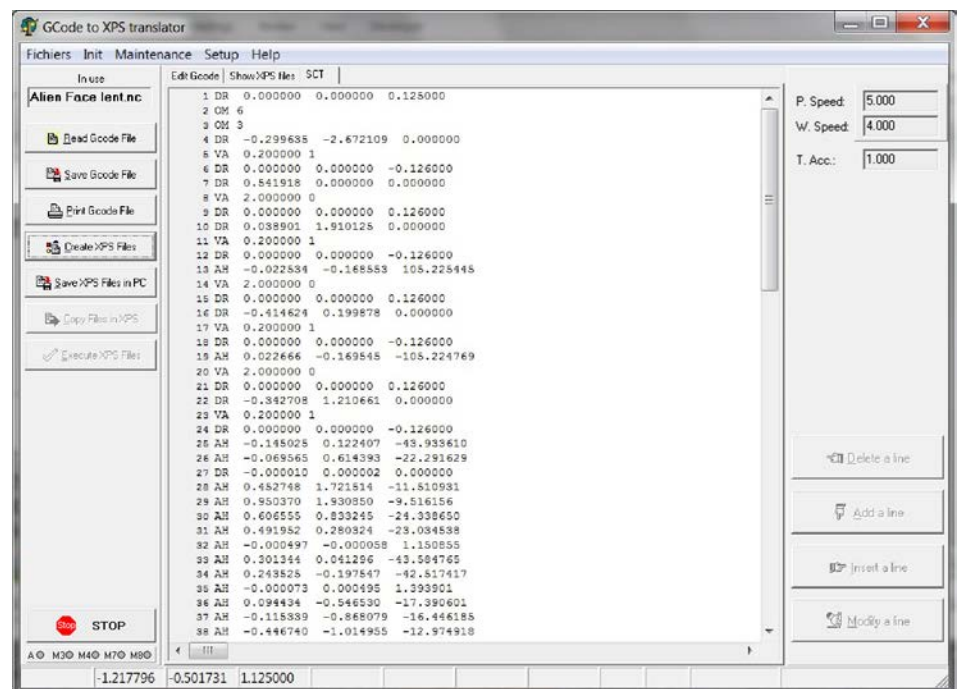 GCode to XPS translator
Fichiers Init Maintenance Setup Help
In use
Alien Face lent.nc
Read Gcode File
Save Gcode File
Print Gcode File
Create XPS Files
Save XPS Files in PC
Copy Files in XPS
Execute XPS Files
STOP
A M30 M40 M70 M80
Edit Gcode Show XPS files SCT
1 DR 0.000000 0.000000 0.125000
2 OM 6
3 OM 3
4 DR -0.299635 -2.672109 0.000000
5 VA 0.200000 1
6 DR 0.000000 0.000000 -0.126000
7 DR 0.541918 0.000000 0.000000
8 VA 2.000000 0
9 DR 0.000000 0.000000 0.126000
10 DR 0.038901 1.910125 0.000000
11 VA 0.200000 1
12 DR 0.000000 0.000000 -0.126000
13 AH -0.022534 -0.168553 105.225445
14 VA 2.000000 0
15 DR 0.000000 0.000000 0.126000
16 DR -0.414624 0.199878 0.000000
17 VA 0.200000 1
18 DR 0.000000 0.000000 -0.126000
19 AH 0.022666 -0.169545 -105.224769
20 VA 2.000000 0
21 DR 0.000000 0.000000 0.126000
22 DR -0.342708 1.210661 0.000000
23 VA 0.200000 1
24 DR 0.000000 0.000000 -0.126000
25 AH -0.145025 0.122407 -43.933610
26 AH -0.069565 0.614393 -22.291629
27 DR -0.000010 0.000002 0.000000
28 AH 0.452748 1.721514 -11.510931
29 AH 0.950370 1.930850 -9.516156
30 AH 0.606555 0.833245 -24.338650
31 AH 0.491952 0.280324 -23.034538
32 AH -0.000497 -0.000058 1.150855
33 AH 0.301344 0.041296 -43.584765
34 AH 0.243525 -0.197547 -42.517417
35 AH -0.000073 0.000495 1.393901
36 AH 0.094434 -0.546530 -17.390601
37 AH -0.115339 -0.868079 -16.446185
38 AH -0.446740 -1.014955 -12.974918
P. Speed: 5.000
W. Speed: 4.000
T. Acc.: 1.000
Delete a line
Add a line
Insert a line
Modify a line
-1.217796 -0.501731 1.125000